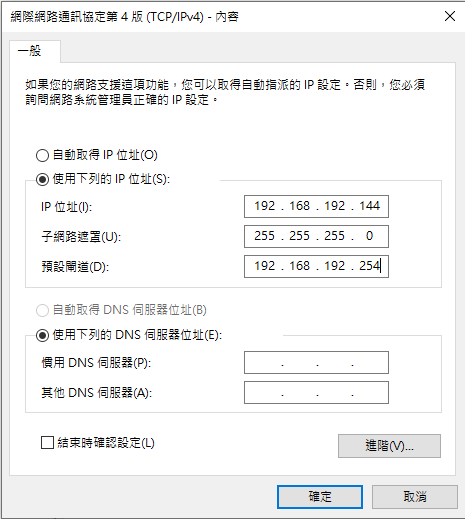 網際網路通訊協定第 4 版 (TCP/IPv4) - 內容
一般
如果您的網路支援這項功能，您可以取得自動指派的 IP 設定。否則，您必須
詢問網路系統管理員正確的 IP 設定。
自動取得 IP 位址(O)
使用下列的 IP 位址(S):
IP 位址(I): 192 . 168 . 192 . 144
子網路遮罩(U): 255 . 255 . 255 . 0
預設閘道(D): 192 . 168 . 192 . 254
自動取得 DNS 伺服器位址(B)
使用下列的 DNS 伺服器位址(E):
慣用 DNS 伺服器(P): . . .
其他 DNS 伺服器(A): . . .
結束時確認設定(L)
進階(V)...
確定 取消